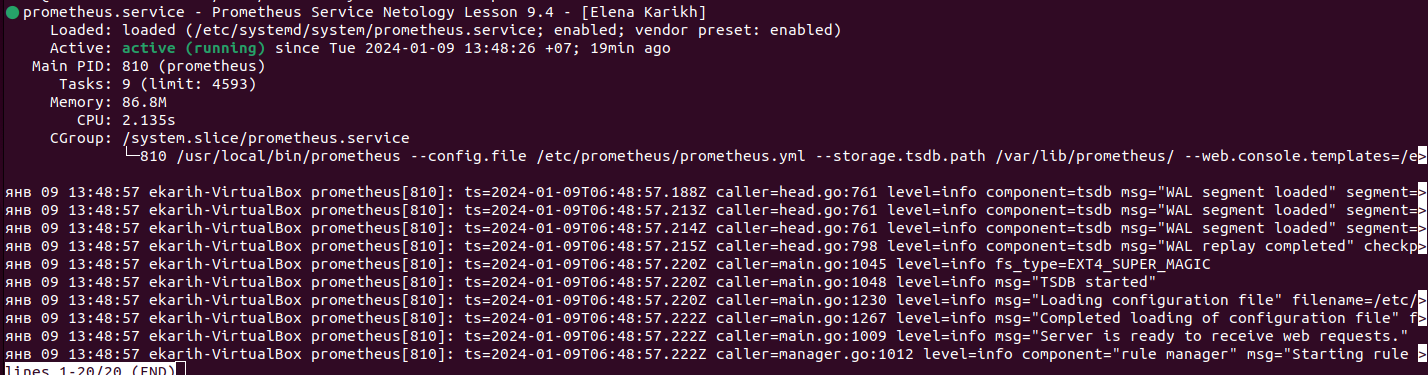 ● prometheus.service - Prometheus Service Netology Lesson 9.4 - [Elena Karikh]
Loaded: loaded (/etc/systemd/system/prometheus.service; enabled; vendor preset: enabled)
Active: active (running) since Tue 2024-01-09 13:48:26 +07; 19min ago
Main PID: 810 (prometheus)
Tasks: 9 (limit: 4593)
Memory: 86.8M
CPU: 2.135s
CGroup: /system.slice/prometheus.service
└─810 /usr/local/bin/prometheus --config.file /etc/prometheus/prometheus.yml --storage.tsdb.path /var/lib/prometheus/ --web.console.templates=/e>
янв 09 13:48:57 ekarih-VirtualBox prometheus[810]: ts=2024-01-09T06:48:57.188Z caller=head.go:761 level=info component=tsdb msg="WAL segment loaded" segment=>
янв 09 13:48:57 ekarih-VirtualBox prometheus[810]: ts=2024-01-09T06:48:57.213Z caller=head.go:761 level=info component=tsdb msg="WAL segment loaded" segment=>
янв 09 13:48:57 ekarih-VirtualBox prometheus[810]: ts=2024-01-09T06:48:57.214Z caller=head.go:761 level=info component=tsdb msg="WAL segment loaded" segment=>
янв 09 13:48:57 ekarih-VirtualBox prometheus[810]: ts=2024-01-09T06:48:57.215Z caller=head.go:798 level=info component=tsdb msg="WAL replay completed" checkp>
янв 09 13:48:57 ekarih-VirtualBox prometheus[810]: ts=2024-01-09T06:48:57.220Z caller=main.go:1045 level=info fs_type=EXT4_SUPER_MAGIC
янв 09 13:48:57 ekarih-VirtualBox prometheus[810]: ts=2024-01-09T06:48:57.220Z caller=main.go:1048 level=info msg="TSDB started"
янв 09 13:48:57 ekarih-VirtualBox prometheus[810]: ts=2024-01-09T06:48:57.220Z caller=main.go:1230 level=info msg="Loading configuration file" filename=/etc/>
янв 09 13:48:57 ekarih-VirtualBox prometheus[810]: ts=2024-01-09T06:48:57.222Z caller=main.go:1267 level=info msg="Completed loading of configuration file" f>
янв 09 13:48:57 ekarih-VirtualBox prometheus[810]: ts=2024-01-09T06:48:57.222Z caller=main.go:1009 level=info msg="Server is ready to receive web requests."
янв 09 13:48:57 ekarih-VirtualBox prometheus[810]: ts=2024-01-09T06:48:57.222Z caller=manager.go:1012 level=info component="rule manager" msg="Starting rule >
lines 1-20/20 (END)